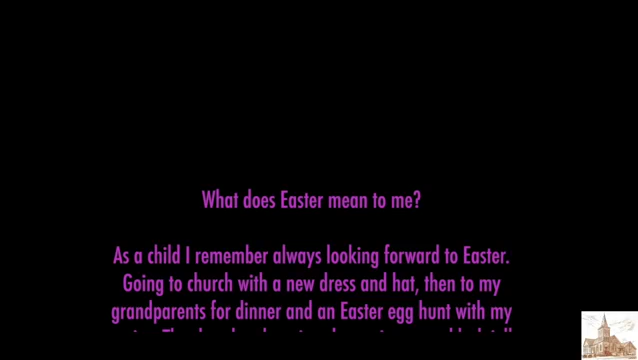 What does Easter mean to me?
As a child I remember always looking forward to Easter.
Going to church with a new dress and hat, then to my
grandparents for dinner and an Easter egg hunt with my